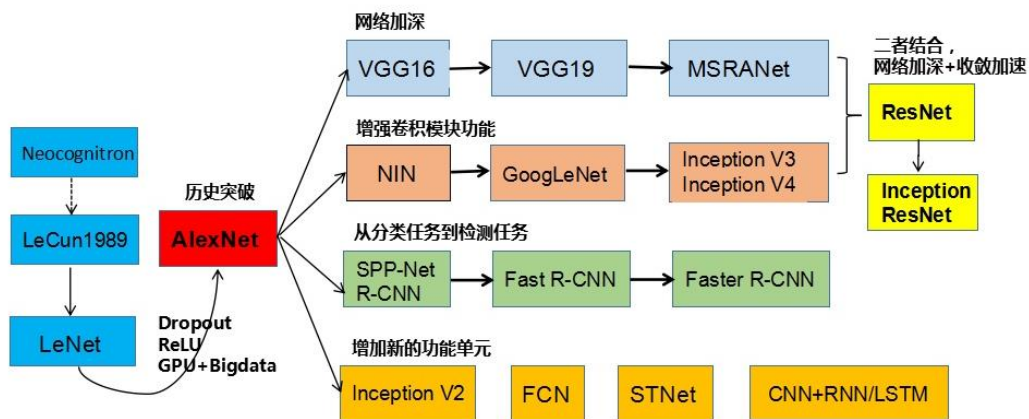 Neocognitron
LeCun1989
LeNet
Dropout
ReLU
GPU+Bigdata
历史突破
AlexNet
网络加深
VGG16
VGG19
MSRANet
增强卷积模块功能
NIN
GoogLeNet
Inception V3
Inception V4
二者结合，
网络加深+收敛加速
ResNet
Inception
ResNet
从分类任务到检测任务
SPP-Net
R-CNN
Fast R-CNN
Faster R-CNN
增加新的功能单元
Inception V2
FCN
STNet
CNN+RNN/LSTM